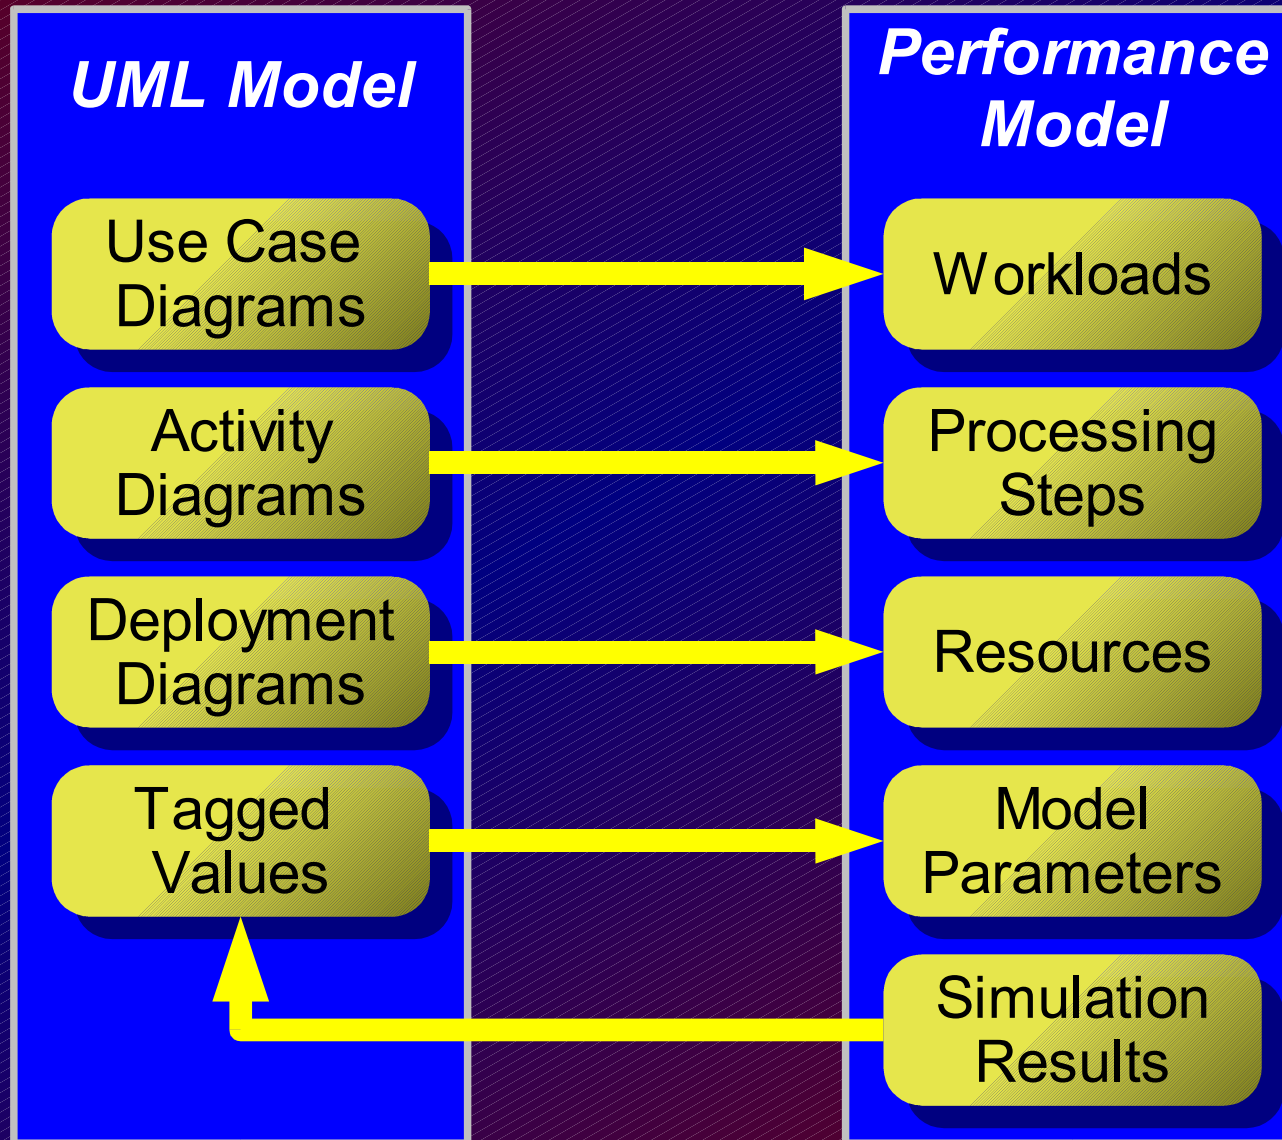 UML Model
Use Case
Diagrams
Activity
Diagrams
Deployment
Diagrams
Tagged
Values
Performance
Model
Workloads
Processing
Steps
Resources
Model
Parameters
Simulation
Results